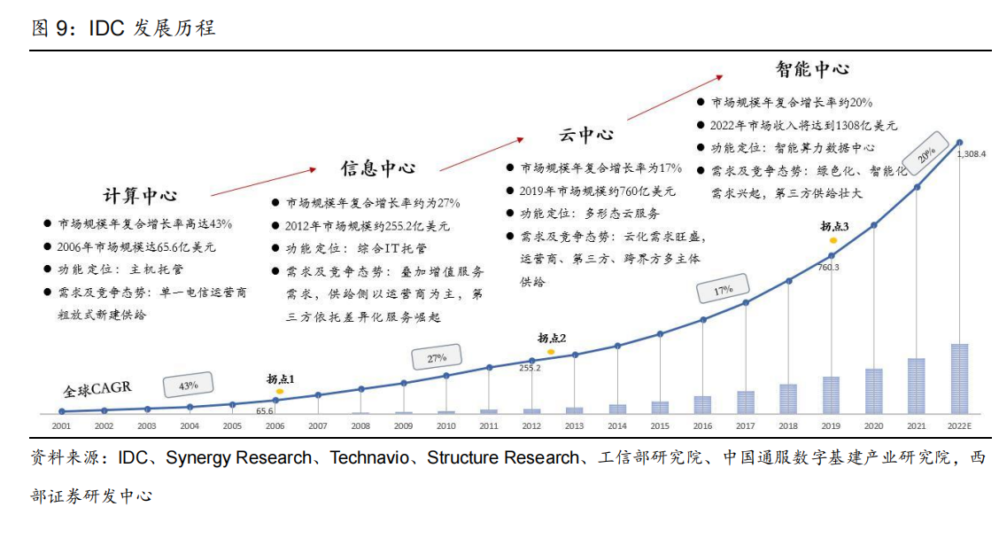 图 9：IDC 发展历程
智能中心
● 市场规模年复合增长率约20%
● 2022年市场收入将达到1308亿美元
● 功能定位：智能算力数据中心
● 需求及竞争态势：绿色化、智能化
需求兴起，第三方供给壮大
云中心
● 市场规模年复合增长率为17%
● 2019年市场规模约760亿美元
● 功能定位：多形态云服务
● 需求及竞争态势：云化需求旺盛，
运营商、第三方、跨界方多主体
供给
信息中心
● 市场规模年复合增长率约为27%
● 2012年市场规模约255.2亿美元
● 功能定位：综合IT托管
● 需求及竞争态势：叠加增值服务
需求，供给侧以运营商为主，第
三方依托差异化服务崛起
计算中心
● 市场规模年复合增长率高达43%
● 2006年市场规模达65.6亿美元
● 功能定位：主机托管
● 需求及竞争态势：单一电信运营商
粗放式新建供给
全球CAGR
43%
拐点1
65.6
27%
拐点2
255.2
17%
拐点3
760.3
20%
1,308.4
2001 2002 2003 2004 2005 2006 2007 2008 2009 2010 2011 2012 2013 2014 2015 2016 2017 2018 2019 2020 2021 2022E
资料来源：IDC、Synergy Research、Technavio、Structure Research、工信部研究院、中国通服数字基建产业研究院，西
部证券研发中心